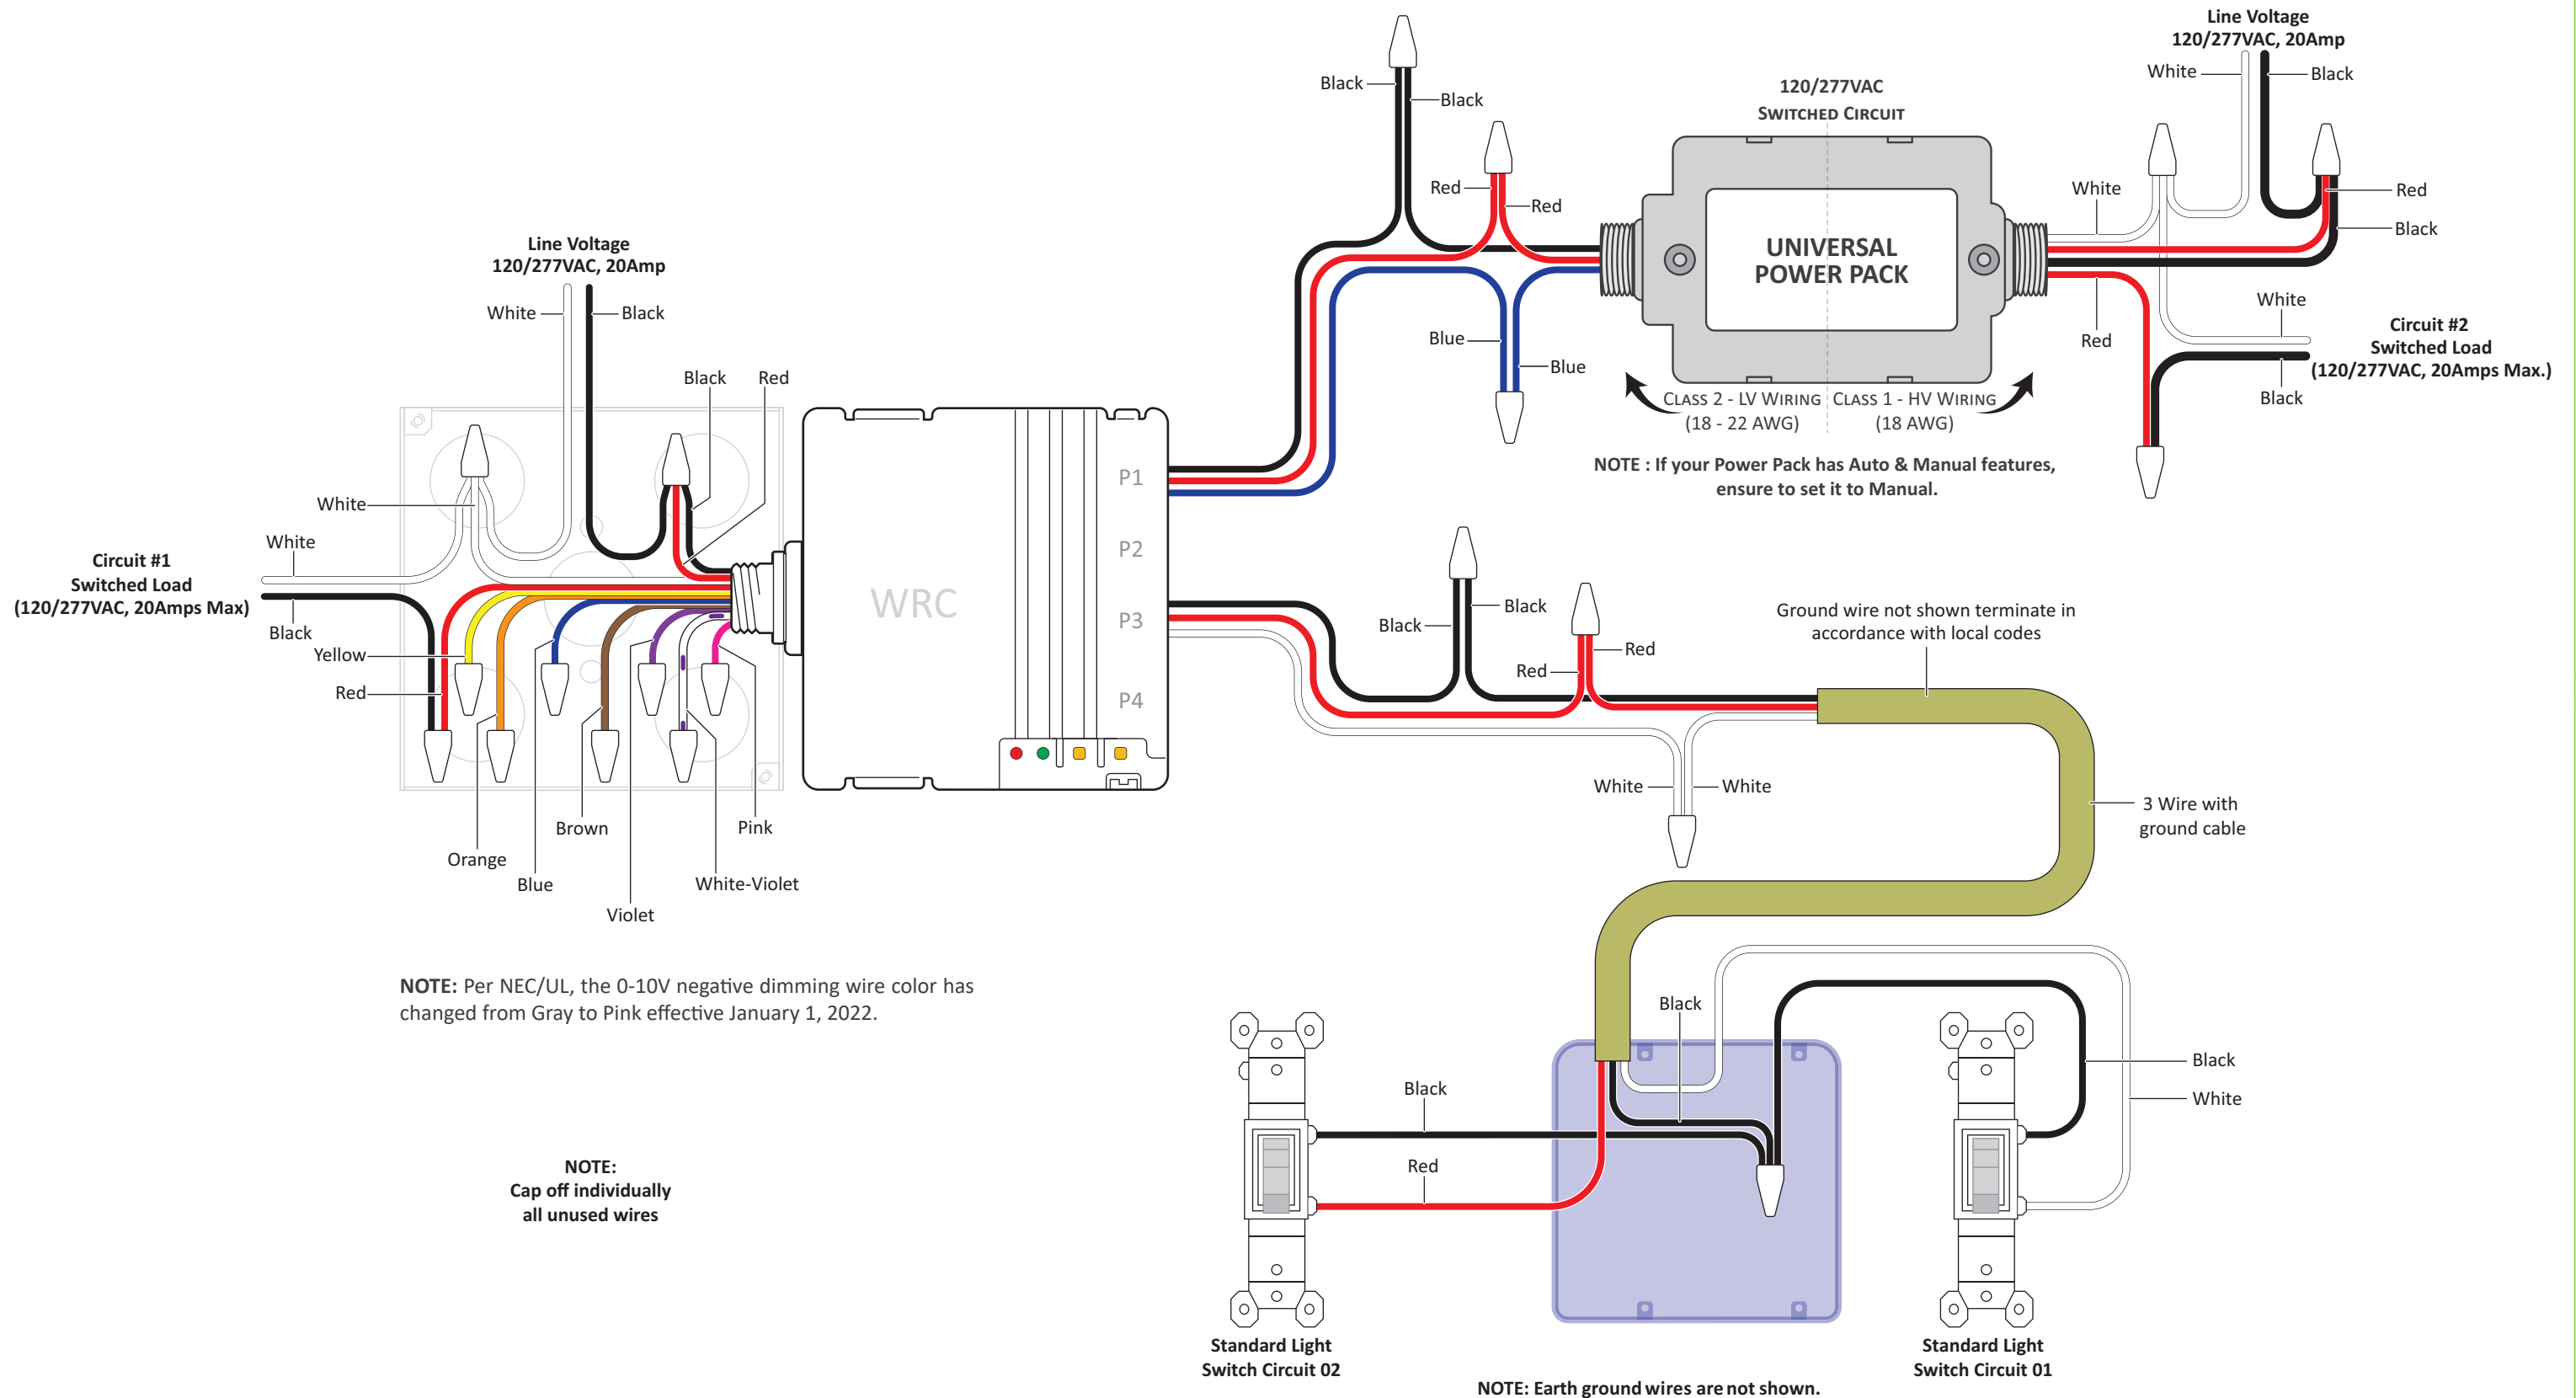 Line Voltage
120/277VAC, 20Amp
White
Black
Black
Black
120/277VAC
Switched Circuit
Red
Red
White
Red
Black
UNIVERSAL
POWER PACK
Line Voltage
120/277VAC, 20Amp
White
Black
Blue
Blue
Red
White
Circuit #2
Switched Load
(120/277VAC, 20Amps Max.)
Black
Class 2 - LV Wiring
(18 - 22 AWG)
Class 1 - HV Wiring
(18 AWG)
NOTE : If your Power Pack has Auto & Manual features,
ensure to set it to Manual.
Black
Red
White
White
Circuit #1
Switched Load
(120/277VAC, 20Amps Max)
Black
Yellow
Red
Orange
Blue
Brown
Violet
White-Violet
Pink
WRC
P1
P2
P3
P4
Black
Black
Red
Red
Ground wire not shown terminate in
accordance with local codes
White
White
3 Wire with
ground cable
NOTE: Per NEC/UL, the 0-10V negative dimming wire color has
changed from Gray to Pink effective January 1, 2022.
NOTE:
Cap off individually
all unused wires
Black
Black
Red
Black
White
Standard Light
Switch Circuit 02
Standard Light
Switch Circuit 01
NOTE: Earth ground wires are not shown.